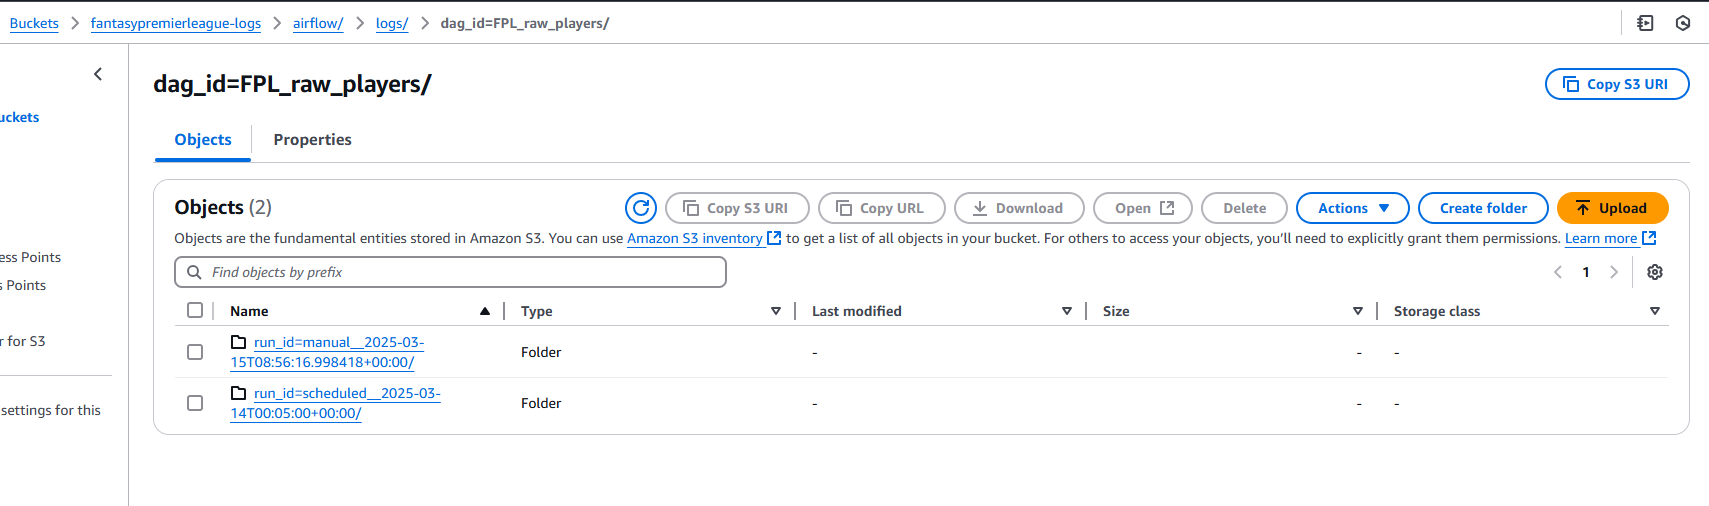 Buckets > fantasypremierleague-logs > airflow/ > logs/ > dag_id=FPL_raw_players/
dag_id=FPL_raw_players/
Copy S3 URI
uckets
ess Points
s Points
r for S3
settings for this
Objects
Properties
Objects (2)
Copy S3 URI
Copy URL
Download
Open
Delete
Actions
Create folder
Upload
Objects are the fundamental entities stored in Amazon S3. You can use Amazon S3 inventory to get a list of all objects in your bucket. For others to access your objects, you’ll need to explicitly grant them permissions. Learn more
Find objects by prefix
1
Name
Type
Last modified
Size
Storage class
run_id=manual__2025-03-
15T08:56:16.998418+00:00/
Folder
-
-
-
run_id=scheduled__2025-03-
14T00:05:00+00:00/
Folder
-
-
-